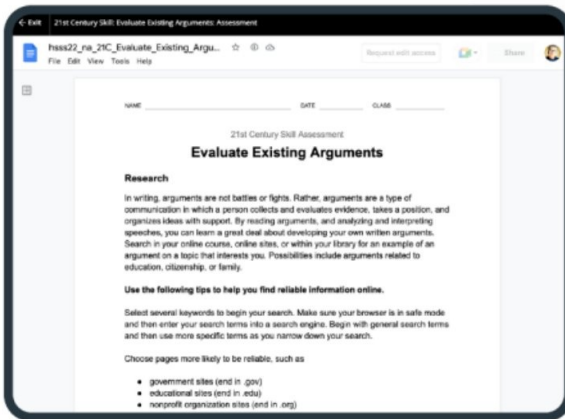 ← Exit 21st Century Skill: Evaluate Existing Arguments: Assessment
hsss22_na_21C_Evaluate_Existing_Argu...
Request edit access
Share
File Edit View Tools Help
NAME DATE CLASS
21st Century Skill Assessment
Evaluate Existing Arguments
Research
In writing, arguments are not battles or fights. Rather, arguments are a type of
communication in which a person collects and evaluates evidence, takes a position, and
organizes ideas with support. By reading arguments, and analyzing and interpreting
speeches, you can learn a great deal about developing your own written arguments.
Search in your online course, online sites, or within your library for an example of an
argument on a topic that interests you. Possibilities include arguments related to
education, citizenship, or family.
Use the following tips to help you find reliable information online.
Select several keywords to begin your search. Make sure your browser is in safe mode
and then enter your search terms into a search engine. Begin with general search terms
and then use more specific terms as you narrow down your search.
Choose pages more likely to be reliable, such as
● government sites (end in .gov)
● educational sites (end in .edu)
● nonprofit organization sites (end in .org)